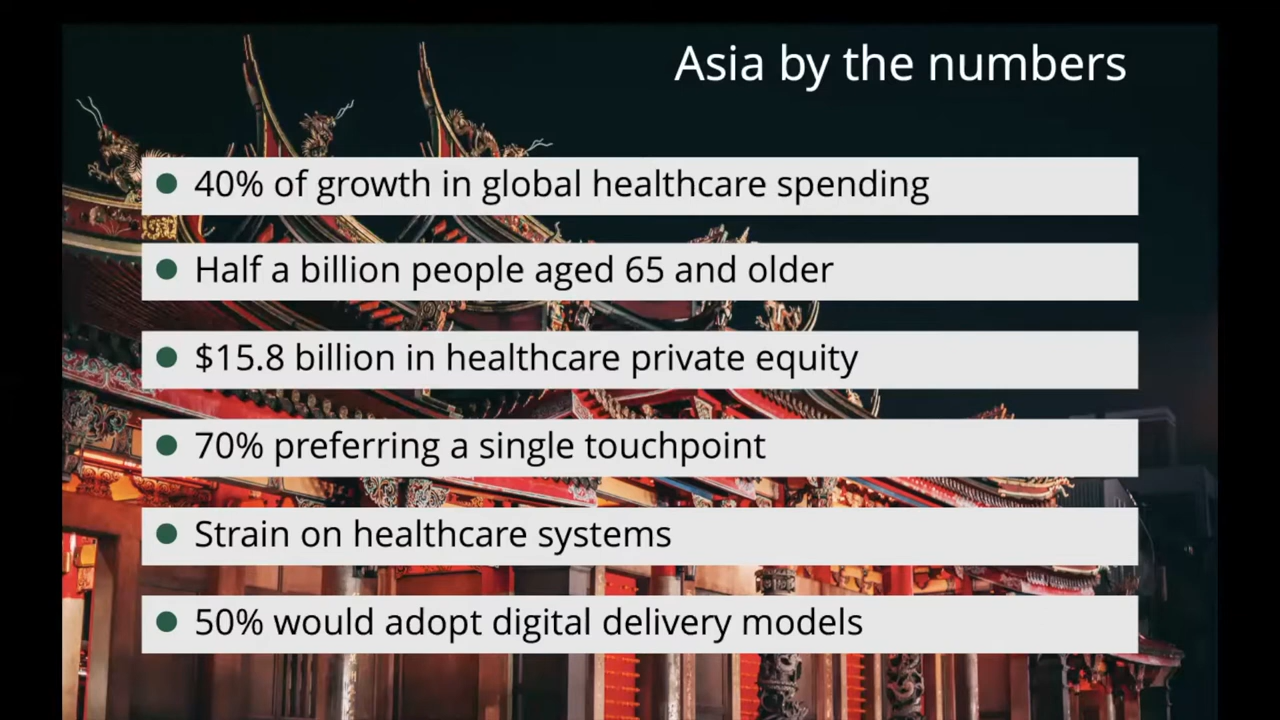 Asia by the numbers
40% of growth in global healthcare spending
Half a billion people aged 65 and older
$15.8 billion in healthcare private equity
70% preferring a single touchpoint
Strain on healthcare systems
50% would adopt digital delivery models